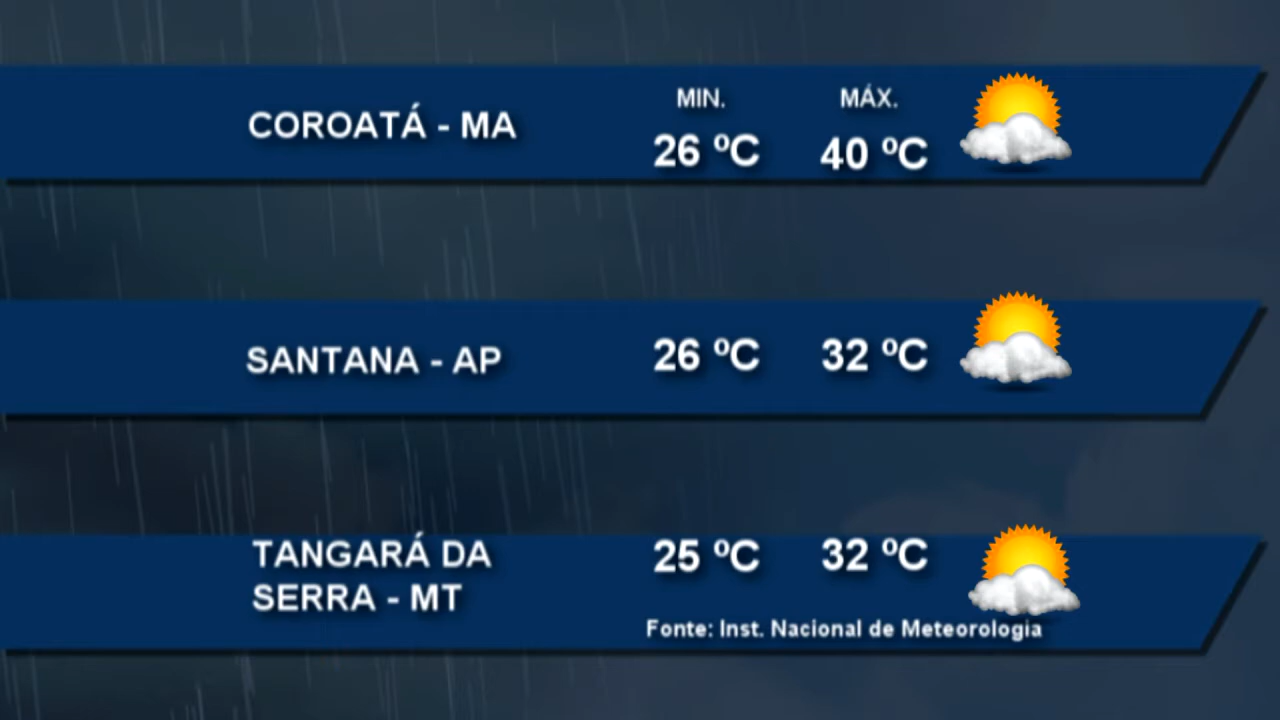 MIN. MÁX.
COROATÁ - MA 26 ºC 40 ºC
SANTANA - AP 26 ºC 32 ºC
TANGARÁ DA 25 ºC 32 ºC
SERRA - MT
Fonte: Inst. Nacional de Meteorologia